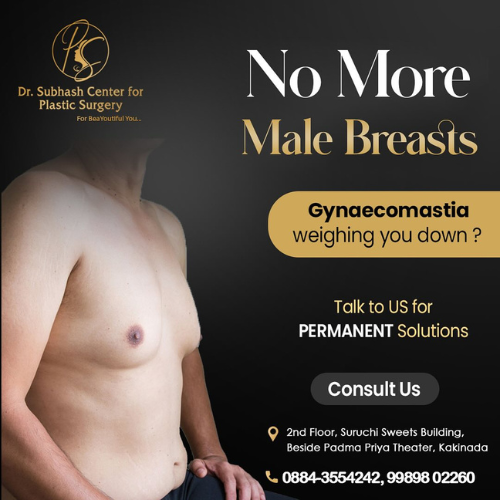 Dr. Subhash Center for
Plastic Surgery
For BeaYoutiful You...
No More
Male Breasts
Gynaecomastia
weighing you down ?
Talk to US for
PERMANENT Solutions
Consult Us
2nd Floor, Suruchi Sweets Building,
Beside Padma Priya Theater, Kakinada
0884-3554242, 99898 02260